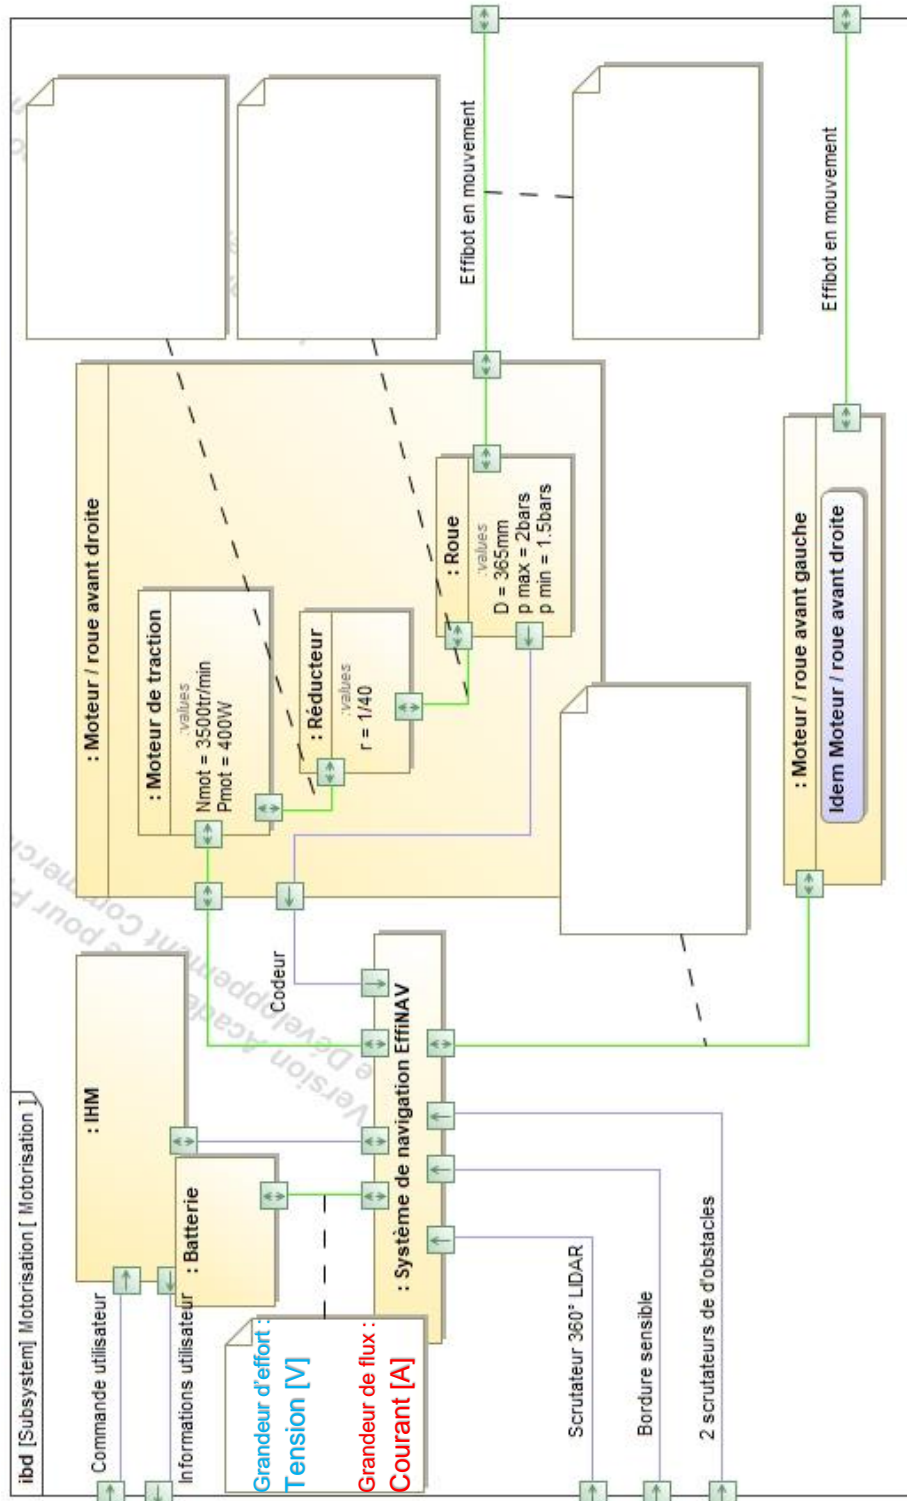 ibd [Subsystem] Motorisation [ Motorisation ]
Commande utilisateur
Informations utilisateur
: IHM
: Batterie
Grandeur d'effort :
Tension [V]
Grandeur de flux :
Courant [A]
: Système de navigation EffiNAV
Codeur
Scrutateur 360° LIDAR
Bordure sensible
2 scrutateurs de d'obstacles
: Moteur / roue avant droite
: Moteur de traction
:values
Nmot = 3500tr/min
Pmot = 400W
: Réducteur
:values
r = 1/40
: Roue
:values
D = 365mm
p max = 2bars
p min = 1.5bars
Effibot en mouvement
: Moteur / roue avant gauche
Idem Moteur / roue avant droite
Effibot en mouvement